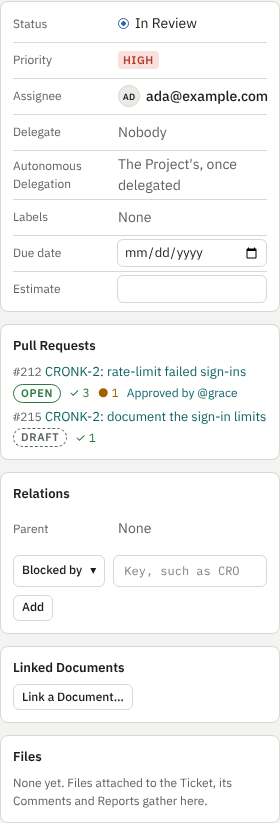 Status In Review
Priority HIGH
Assignee AD ada@example.com
Delegate Nobody
Autonomous Delegation The Project's, once delegated
Labels None
Due date mm/dd/yyyy
Estimate
Pull Requests
#212 CRONK-2: rate-limit failed sign-ins
OPEN ✓ 3 ● 1 Approved by @grace
#215 CRONK-2: document the sign-in limits
DRAFT ✓ 1
Relations
Parent None
Blocked by ▾ Key, such as CRO
Add
Linked Documents
Link a Document...
Files
None yet. Files attached to the Ticket, its
Comments and Reports gather here.